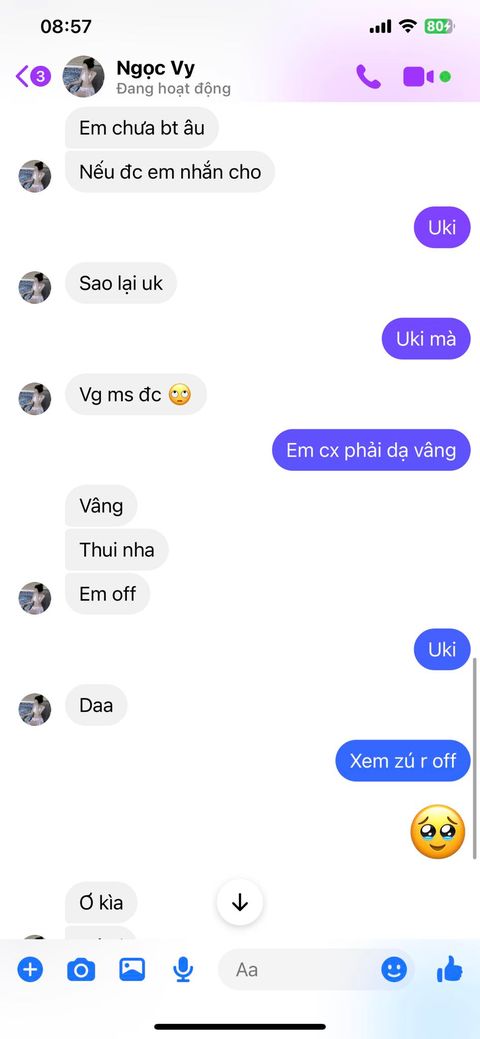 08:57
80
3
Ngọc Vy
Đang hoạt động
Em chưa bt âu
Nếu đc em nhắn cho
Uki
Sao lại uk
Uki mà
Vg ms đc 🙄
Em cx phải dạ vâng
Vâng
Thui nha
Em off
Uki
Daa
Xem zú r off
🥹
Ơ kìa
Aa